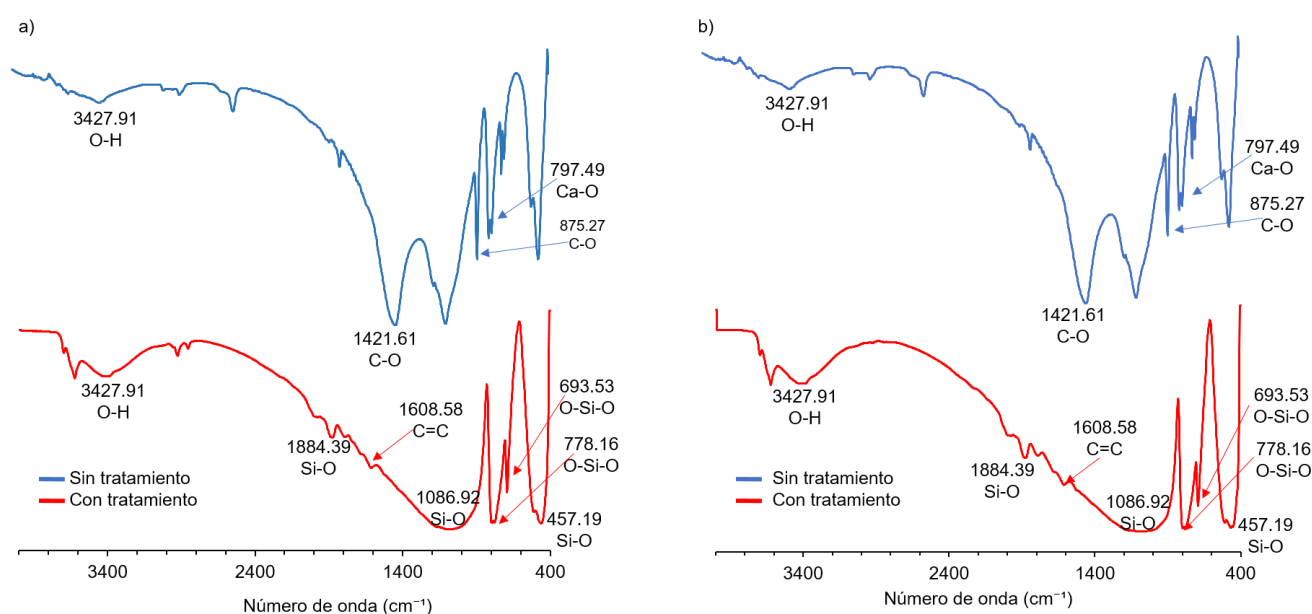 a)
3427.91
O-H
797.49
Ca-O
875.27
C-O
1421.61
C-O
3427.91
O-H
1884.39
Si-O
1608.58
C=C
1086.92
Si-O
693.53
O-Si-O
778.16
O-Si-O
457.19
Si-O
Sin tratamiento
Con tratamiento
3400
2400
1400
400
Número de onda (cm⁻¹)
b)
3427.91
O-H
797.49
Ca-O
875.27
C-O
1421.61
C-O
3427.91
O-H
1884.39
Si-O
1608.58
C=C
1086.92
Si-O
693.53
O-Si-O
778.16
O-Si-O
457.19
Si-O
Sin tratamiento
Con tratamiento
3400
2400
1400
400
Número de onda (cm⁻¹)